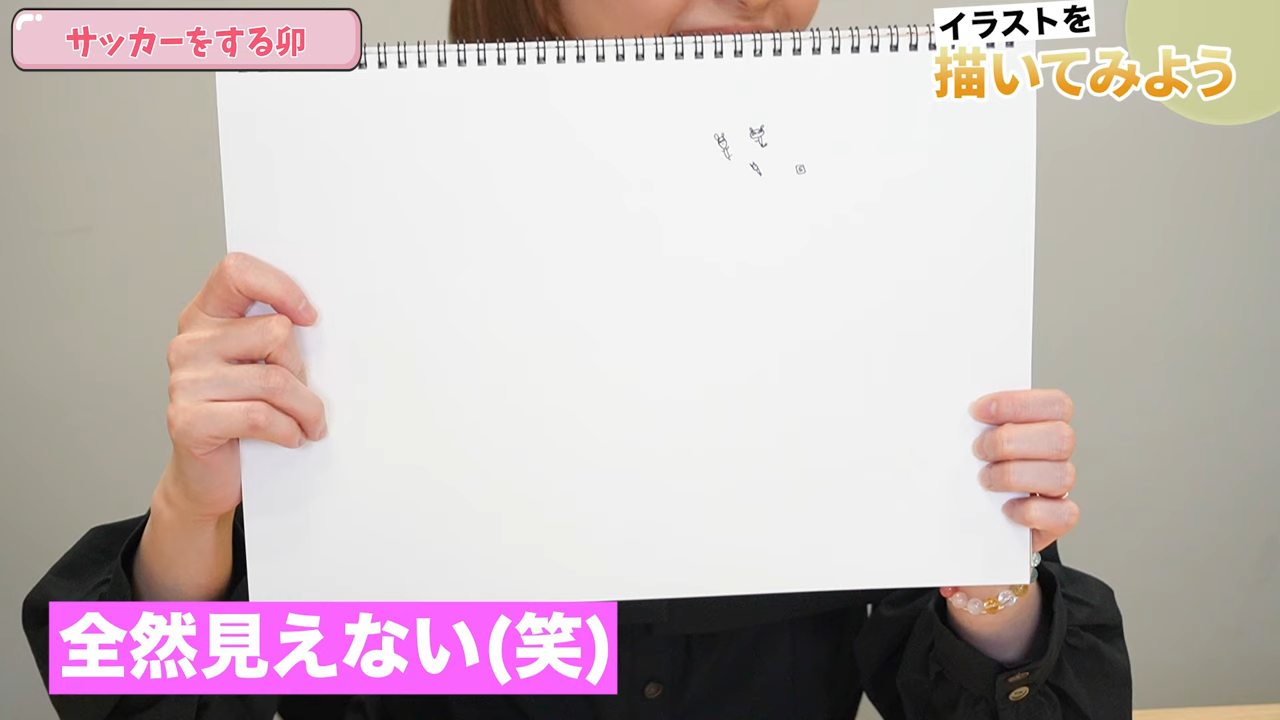 サッカーをする卯
イラストを
描いてみよう
全然見えない(笑)